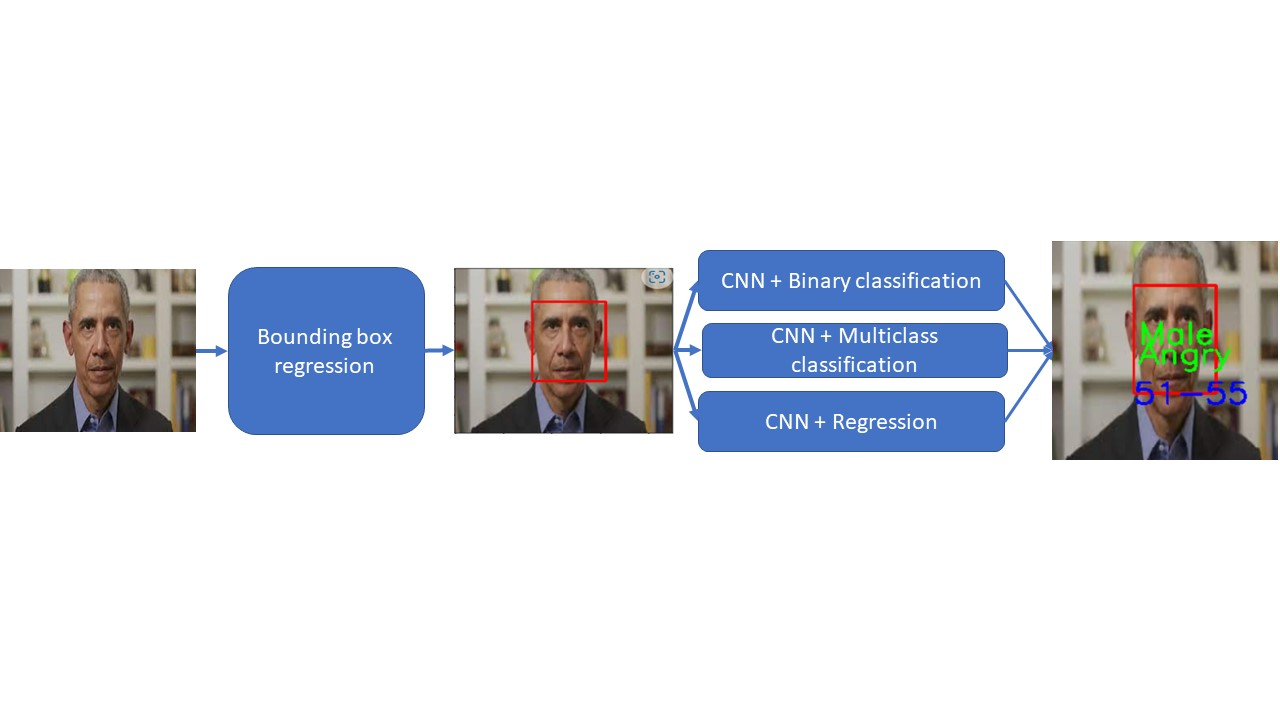 Bounding box
regression
CNN + Binary classification
CNN + Multiclass
classification
CNN + Regression
Male
Angry
51-55